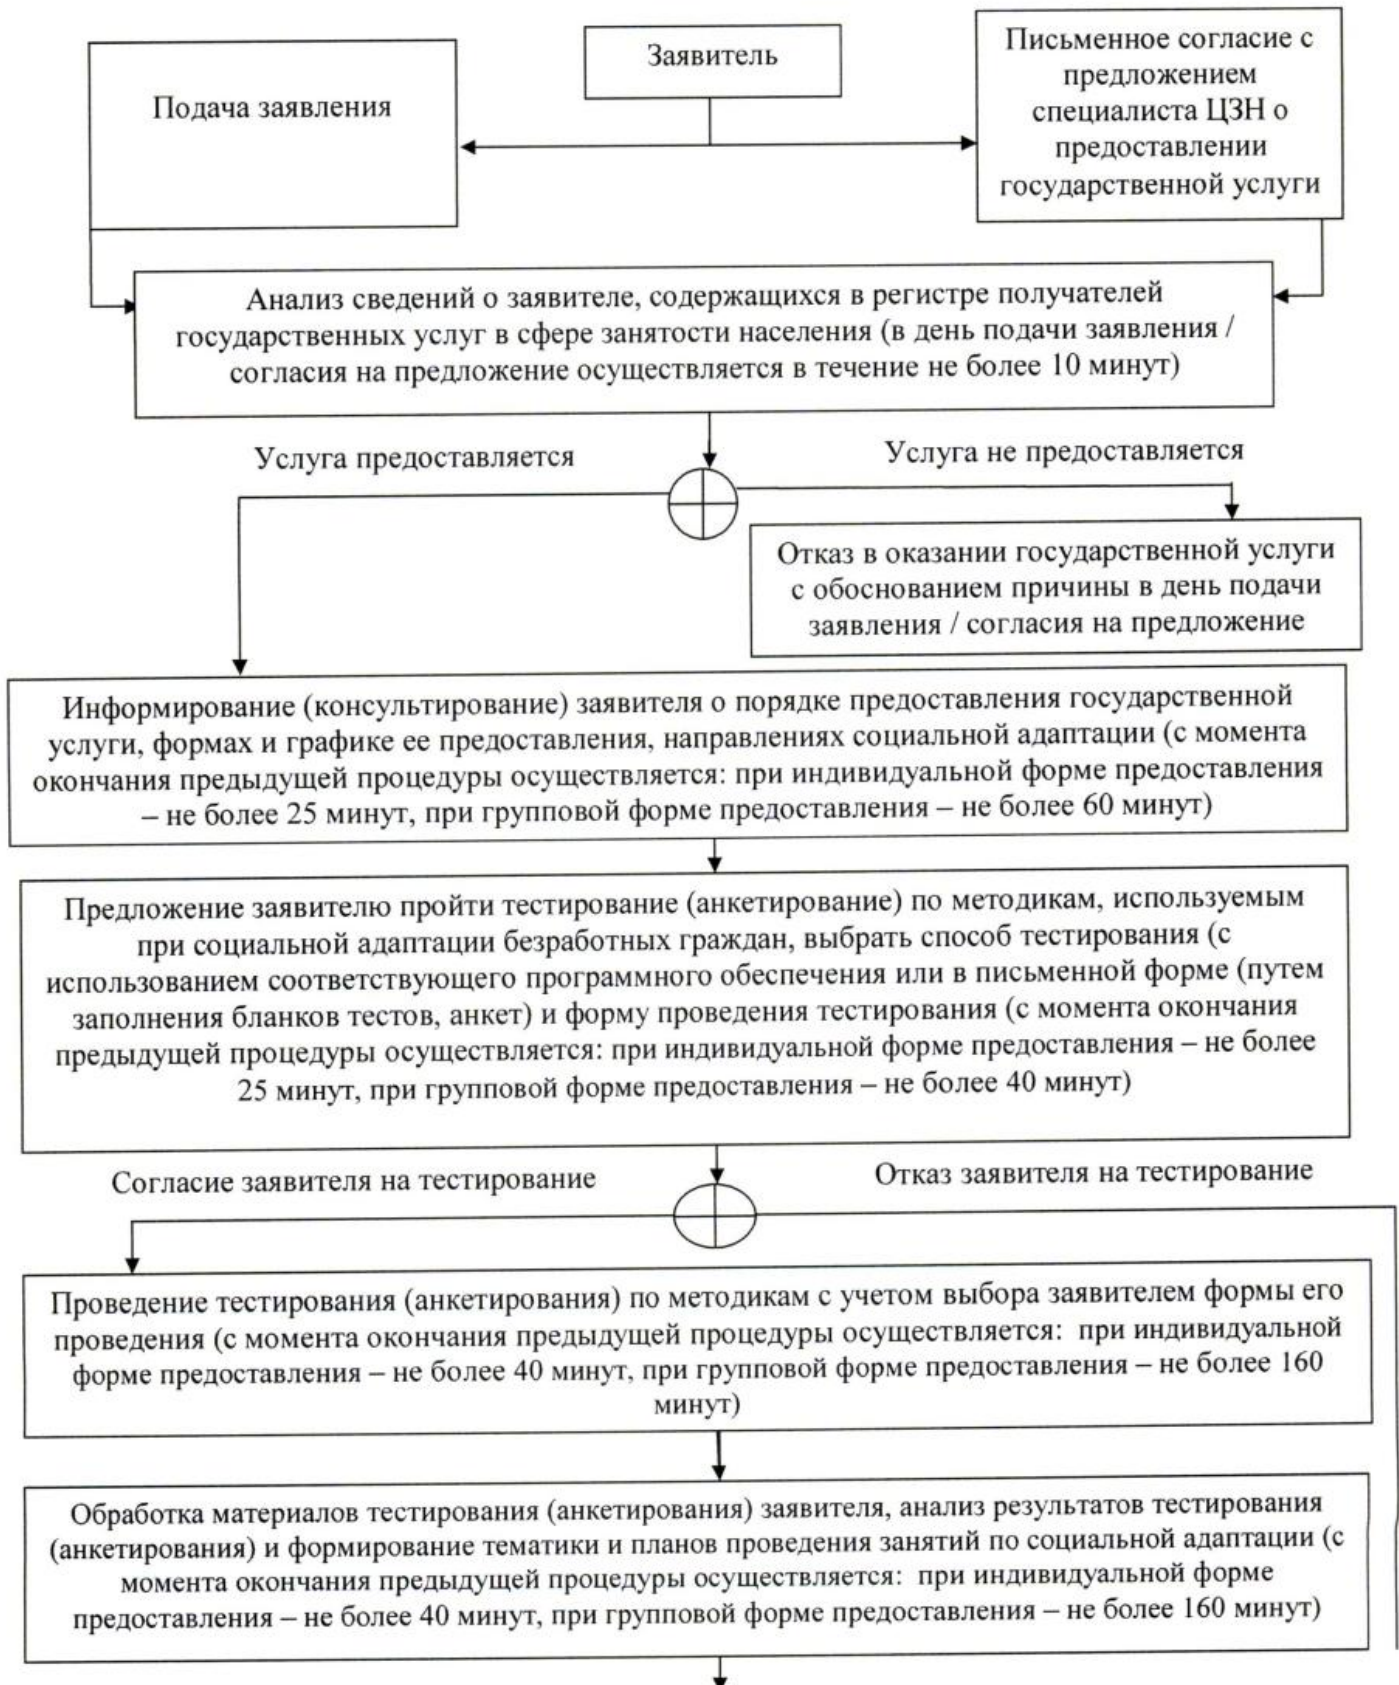 Заявитель
Подача заявления
Письменное согласие с
предложением
специалиста ЦЗН о
предоставлении
государственной услуги
Анализ сведений о заявителе, содержащихся в регистре получателей
государственных услуг в сфере занятости населения (в день подачи заявления /
согласия на предложение осуществляется в течение не более 10 минут)
Услуга предоставляется
Услуга не предоставляется
Отказ в оказании государственной услуги
с обоснованием причины в день подачи
заявления / согласия на предложение
Информирование (консультирование) заявителя о порядке предоставления государственной
услуги, формах и графике ее предоставления, направлениях социальной адаптации (с момента
окончания предыдущей процедуры осуществляется: при индивидуальной форме предоставления
– не более 25 минут, при групповой форме предоставления – не более 60 минут)
Предложение заявителю пройти тестирование (анкетирование) по методикам, используемым
при социальной адаптации безработных граждан, выбрать способ тестирования (с
использованием соответствующего программного обеспечения или в письменной форме (путем
заполнения бланков тестов, анкет) и форму проведения тестирования (с момента окончания
предыдущей процедуры осуществляется: при индивидуальной форме предоставления – не более
25 минут, при групповой форме предоставления – не более 40 минут)
Согласие заявителя на тестирование
Отказ заявителя на тестирование
Проведение тестирования (анкетирования) по методикам с учетом выбора заявителем формы его
проведения (с момента окончания предыдущей процедуры осуществляется: при индивидуальной
форме предоставления – не более 40 минут, при групповой форме предоставления – не более 160
минут)
Обработка материалов тестирования (анкетирования) заявителя, анализ результатов тестирования
(анкетирования) и формирование тематики и планов проведения занятий по социальной адаптации (с
момента окончания предыдущей процедуры осуществляется: при индивидуальной форме
предоставления – не более 40 минут, при групповой форме предоставления – не более 160 минут)